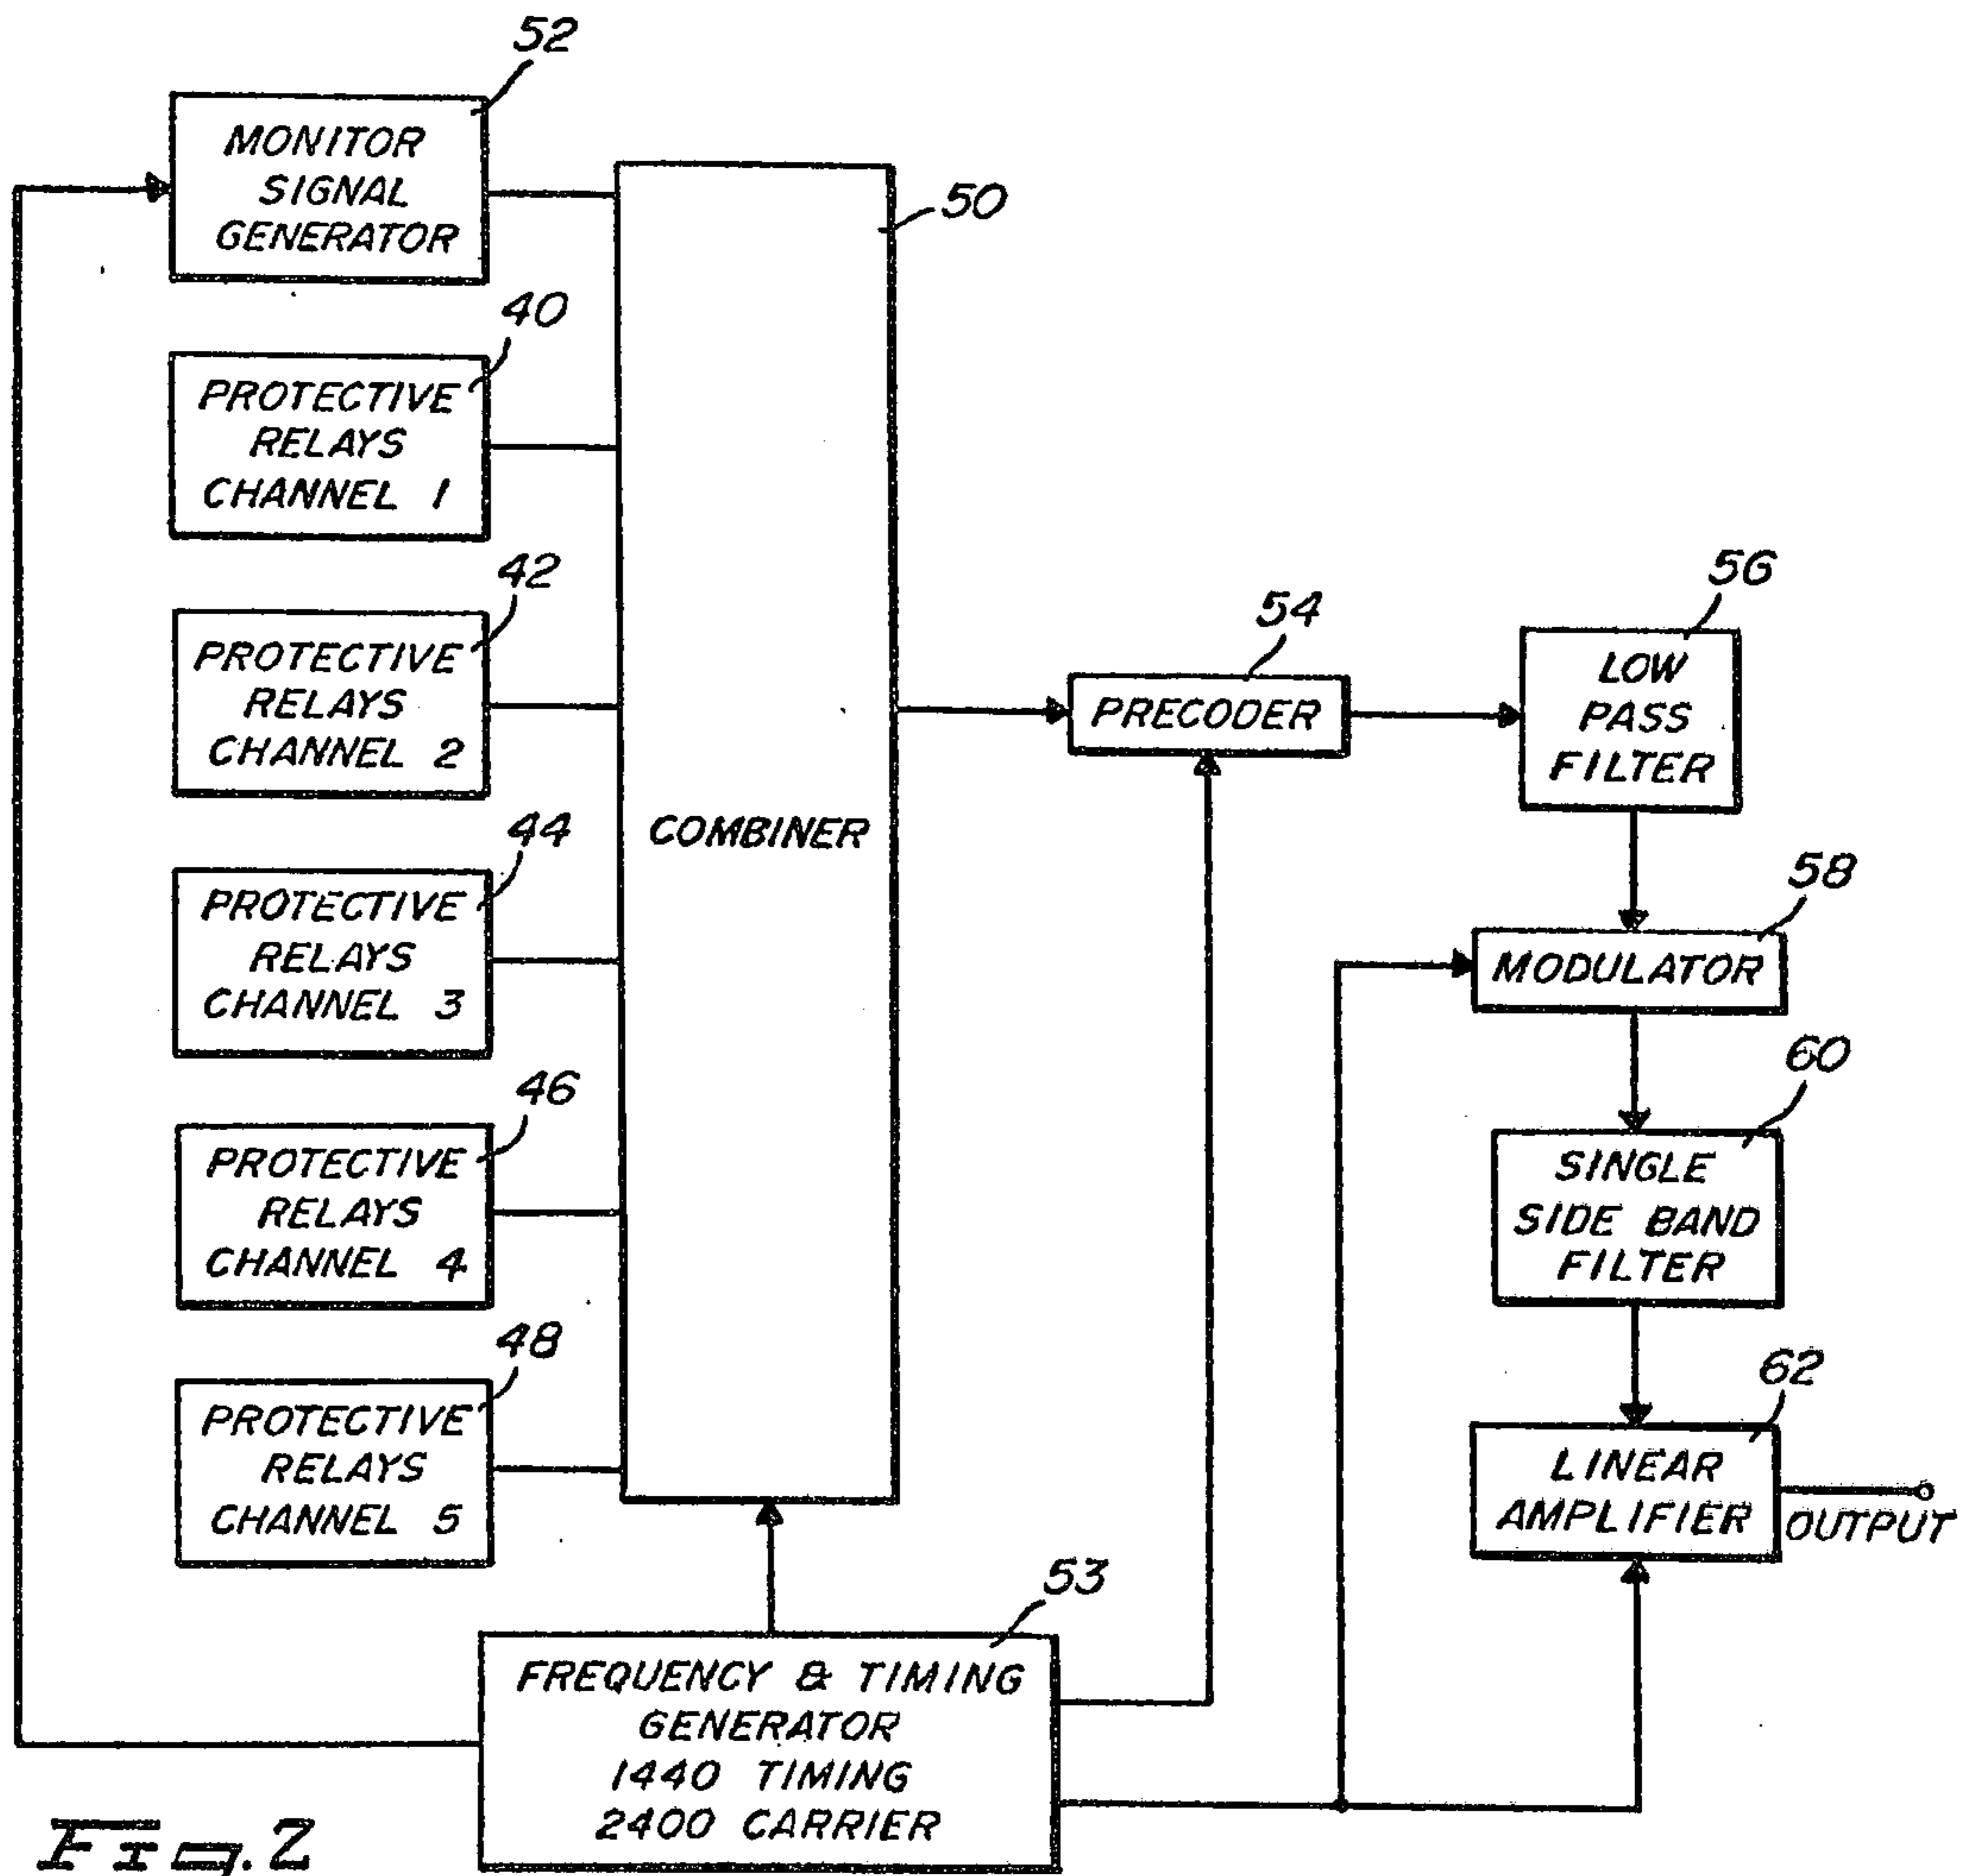 52
MONITOR
SIGNAL
GENERATOR
50
40
PROTECTIVE
RELAYS
CHANNEL 1
42
PROTECTIVE
RELAYS
CHANNEL 2
44
PROTECTIVE
RELAYS
CHANNEL 3
46
PROTECTIVE
RELAYS
CHANNEL 4
48
PROTECTIVE
RELAYS
CHANNEL 5
COMBINER
54
PRECODER
56
LOW
PASS
FILTER
58
MODULATOR
60
SINGLE
SIDE BAND
FILTER
62
LINEAR
AMPLIFIER
OUTPUT
53
FREQUENCY & TIMING
GENERATOR
1440 TIMING
2400 CARRIER
Fig. 2